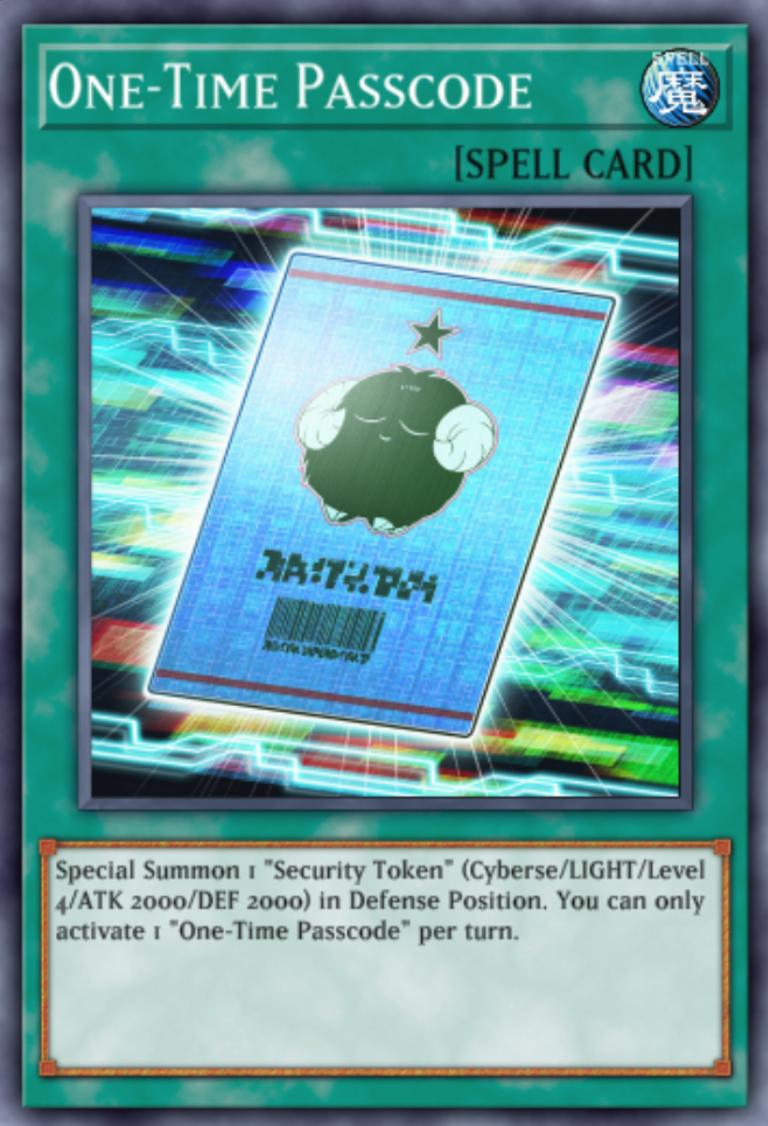 One-Time Passcode
SPELL
魔
[SPELL CARD]
Special Summon 1 "Security Token" (Cyberse/LIGHT/Level
4/ATK 2000/DEF 2000) in Defense Position. You can only
activate 1 "One-Time Passcode" per turn.